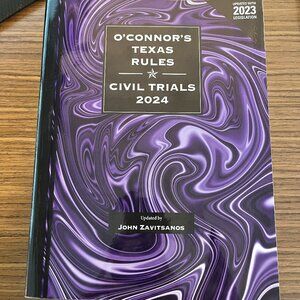 UPDATED WITH
2023
LEGISLATION
O'CONNOR'S
TEXAS
RULES
CIVIL TRIALS
2024
Updated by
JOHN ZAVITSANOS